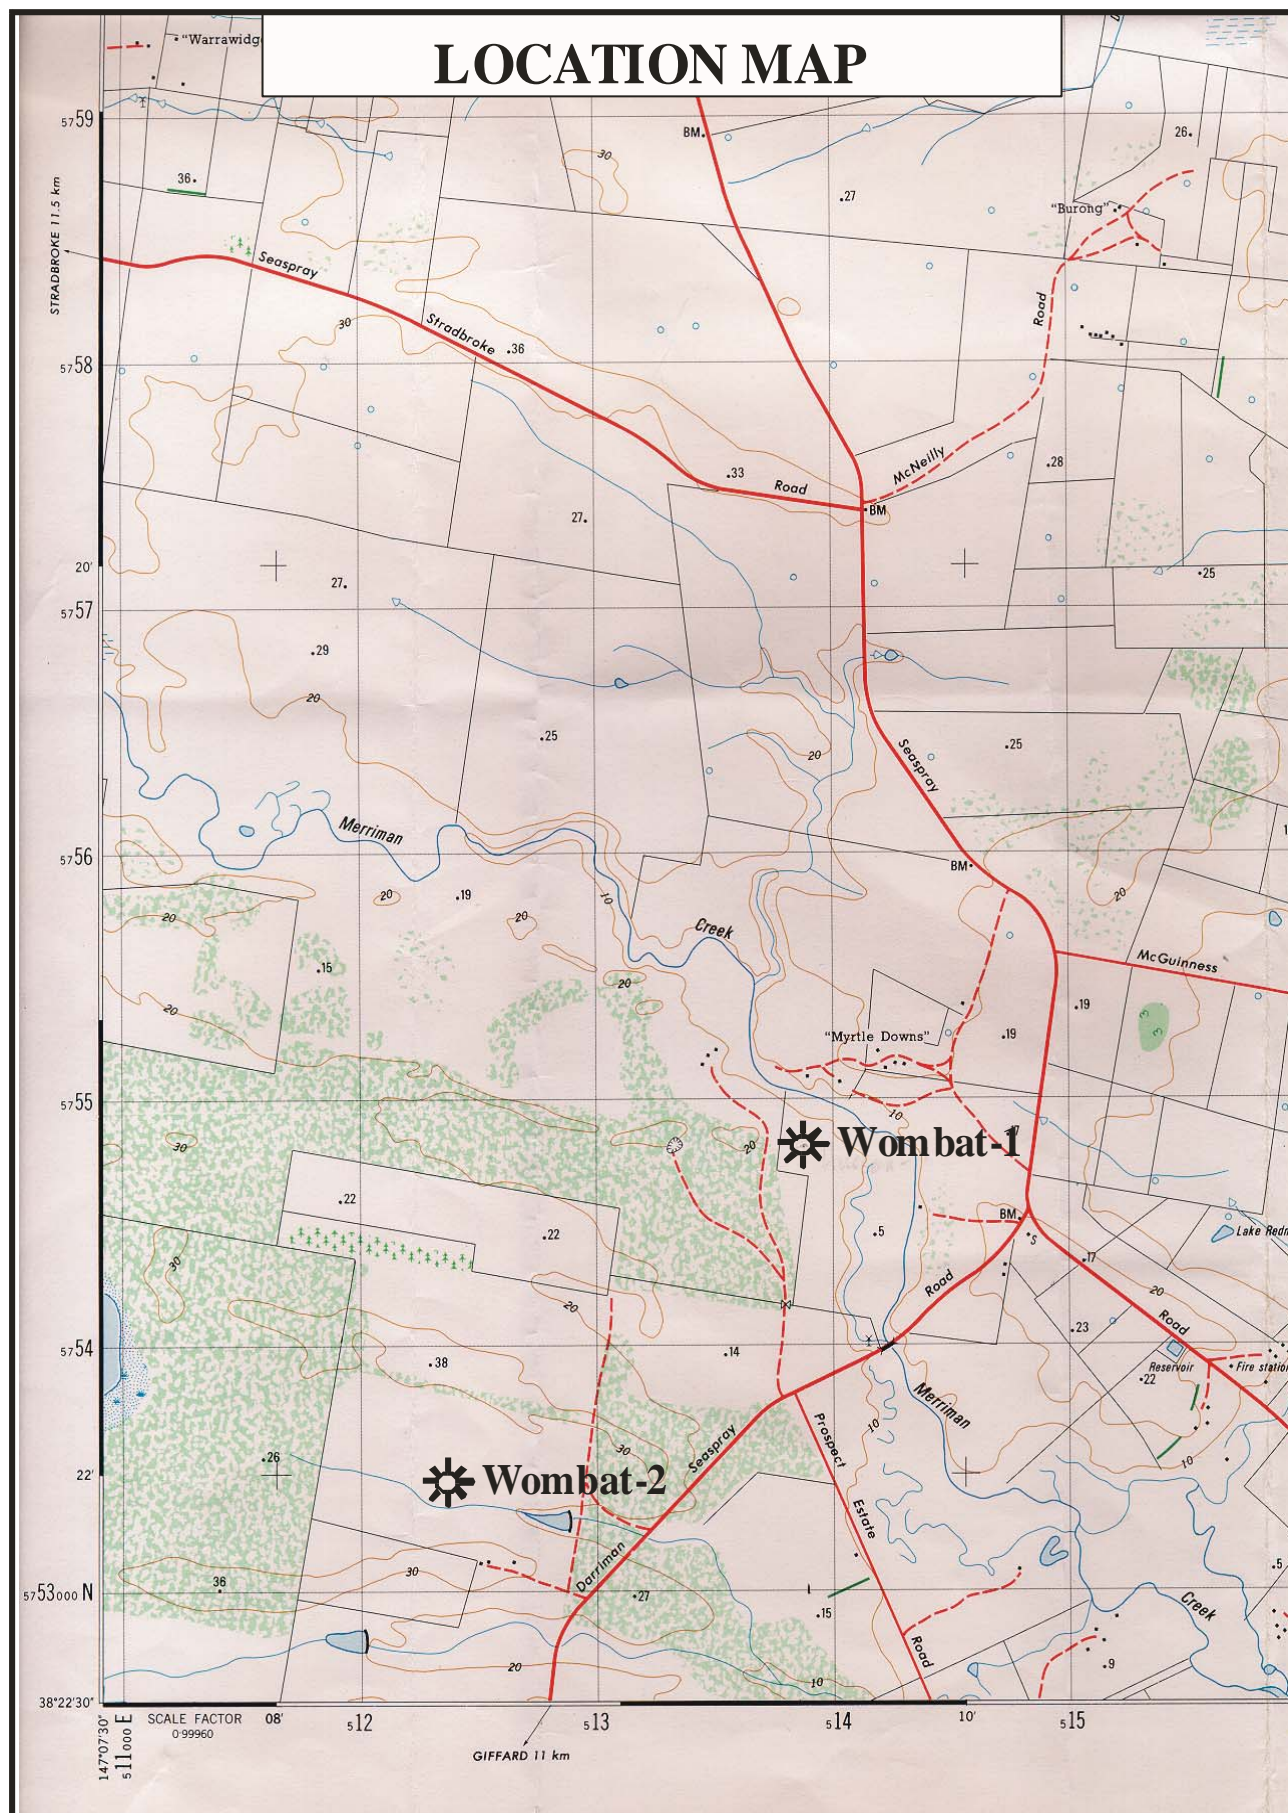 LOCATION MAP
"Warrawidg
5759
BM.
30
26.
36.
.27
"Burong"
STRADBROKE 11.5 km
Seaspray
Road
30
Stradbroke
.36
5758
McNeilly
.33
Road
.28
BM
27.
20'
27.
.25
5757
.29
20
.25
20
Seaspray
.25
Merriman
5756
BM.
20
.19
10
20
20
20
Creek
McGuinness
.15
20
20
.19
"Myrtle Downs"
.19
5755
10
30
20
Wombat-1
.22
.22
.5
BM.
S
Lake Redm
30
.17
Road
20
20
Road
.23
5754
.14
.38
Reservoir
Fire station
.22
Merriman
10
Prospect
30
Seaspray
10
.26
22'
Wombat-2
Estate
Darriman
30
.5
36
5753000 N
.27
.15
Creek
Road
20
10
.9
38°22'30"
147°07'30"
511000 E
SCALE FACTOR
0.99960
08'
512
513
514
10'
515
GIFFARD 11 km